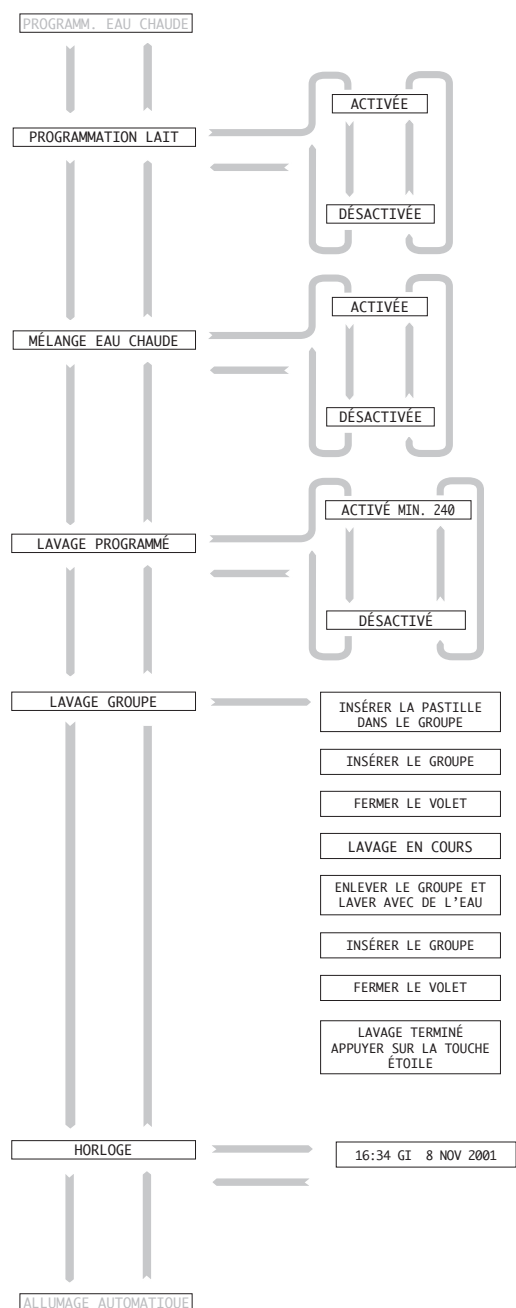 PROGRAMM. EAU CHAUDE
PROGRAMMATION LAIT
ACTIVÉE
DÉSACTIVÉE
MÉLANGE EAU CHAUDE
ACTIVÉE
DÉSACTIVÉE
LAVAGE PROGRAMMÉ
ACTIVÉ MIN. 240
DÉSACTIVÉ
LAVAGE GROUPE
INSÉRER LA PASTILLE
DANS LE GROUPE
INSÉRER LE GROUPE
FERMER LE VOLET
LAVAGE EN COURS
ENLEVER LE GROUPE ET
LAVER AVEC DE L'EAU
INSÉRER LE GROUPE
FERMER LE VOLET
LAVAGE TERMINÉ
APPUYER SUR LA TOUCHE
ÉTOILE
HORLOGE
16:34 GI 8 NOV 2001
ALLUMAGE AUTOMATIQUE